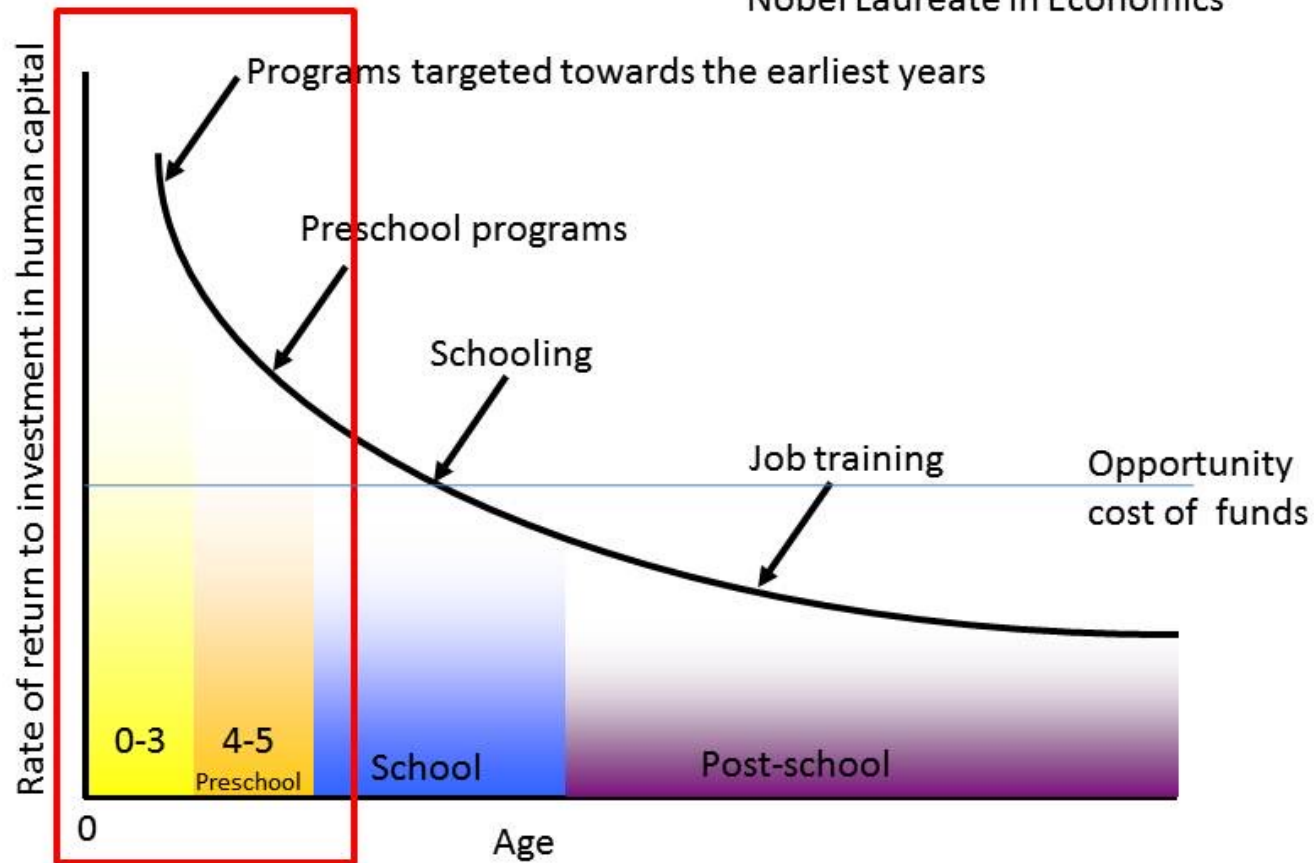 Nobel Laureate in Economics
Programs targeted towards the earliest years
Rate of return to investment in human capital
Preschool programs
Schooling
Job training
Opportunity
cost of funds
0-3
4-5
Preschool
School
Post-school
0
Age